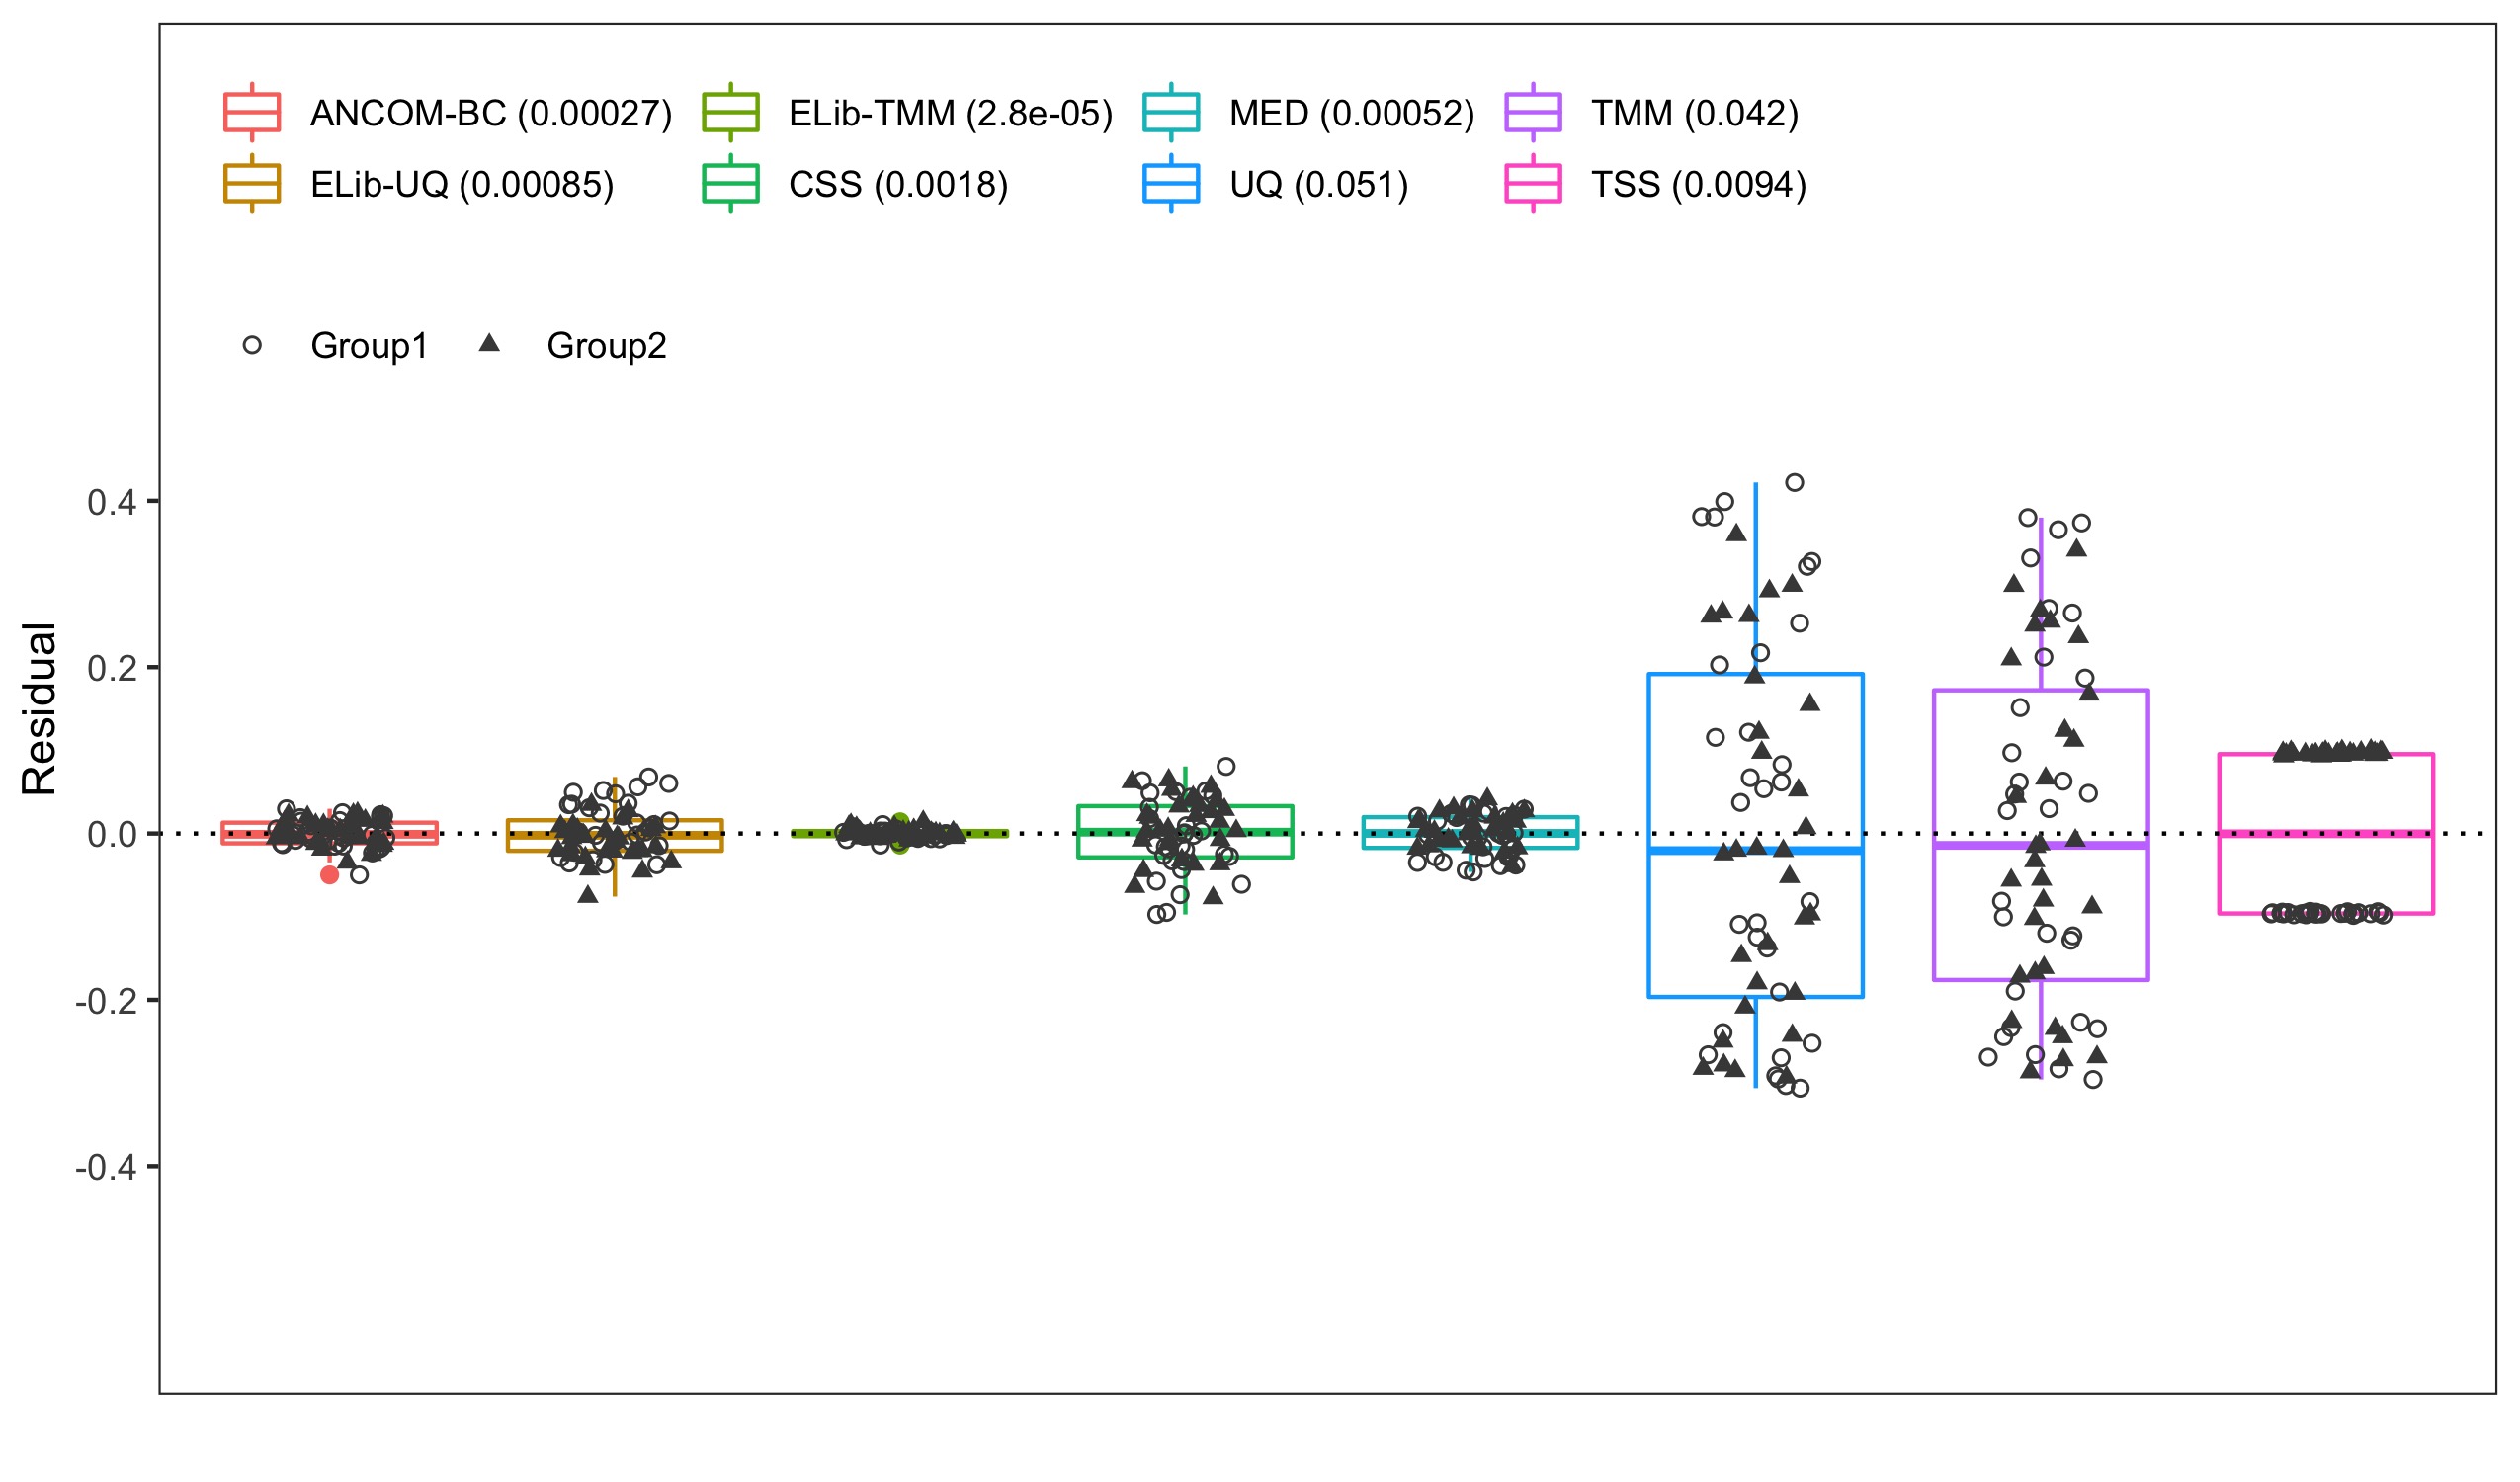 ANCOM-BC (0.00027) ELib-TMM (2.8e-05) MED (0.00052) TMM (0.042)
ELib-UQ (0.00085) CSS (0.0018) UQ (0.051) TSS (0.0094)
Group1 Group2
Residual
0.4
0.2
0.0
-0.2
-0.4